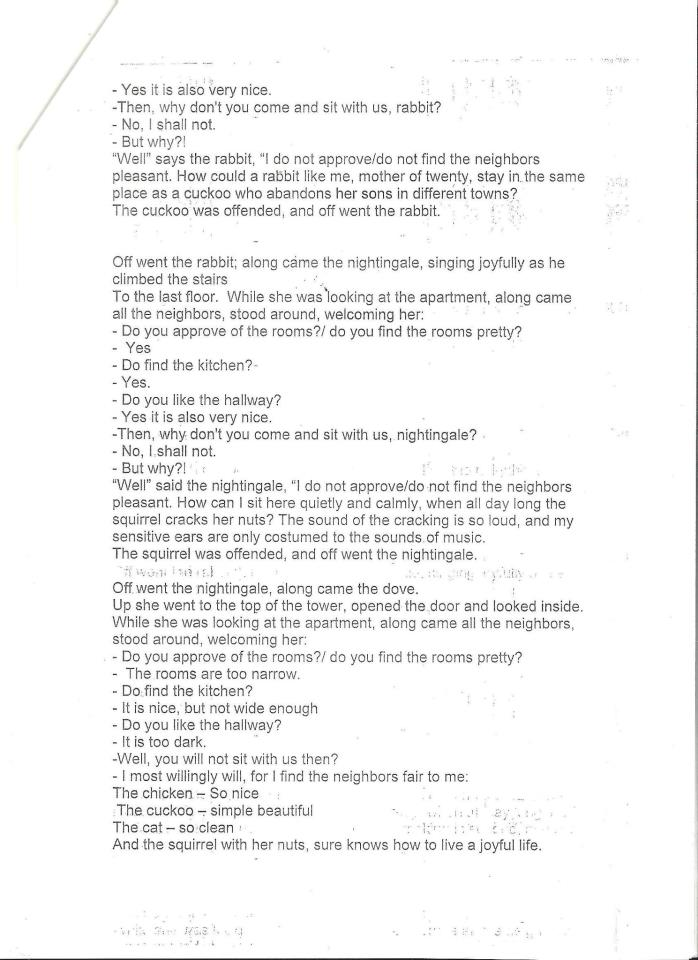 - Yes it is also very nice.
-Then, why don't you come and sit with us, rabbit?
- No, I shall not.
- But why?!
“Well” says the rabbit, “I do not approve/do not find the neighbors
pleasant. How could a rabbit like me, mother of twenty, stay in the same
place as a cuckoo who abandons her sons in different towns?
The cuckoo was offended, and off went the rabbit.
Off went the rabbit; along came the nightingale, singing joyfully as he
climbed the stairs
To the last floor. While she was looking at the apartment, along came
all the neighbors, stood around, welcoming her:
- Do you approve of the rooms?/ do you find the rooms pretty?
- Yes
- Do find the kitchen?
- Yes.
- Do you like the hallway?
- Yes it is also very nice.
-Then, why don't you come and sit with us, nightingale?
- No, I shall not.
- But why?!
“Well” said the nightingale, “I do not approve/do not find the neighbors
pleasant. How can I sit here quietly and calmly, when all day long the
squirrel cracks her nuts? The sound of the cracking is so loud, and my
sensitive ears are only costumed to the sounds of music.
The squirrel was offended, and off went the nightingale.
Off went the nightingale, along came the dove.
Up she went to the top of the tower, opened the door and looked inside.
While she was looking at the apartment, along came all the neighbors,
stood around, welcoming her:
- Do you approve of the rooms?/ do you find the rooms pretty?
- The rooms are too narrow.
- Do find the kitchen?
- It is nice, but not wide enough
- Do you like the hallway?
- It is too dark.
-Well, you will not sit with us then?
- I most willingly will, for I find the neighbors fair to me:
The chicken – So nice
The cuckoo – simple beautiful
The cat – so clean
And the squirrel with her nuts, sure knows how to live a joyful life.